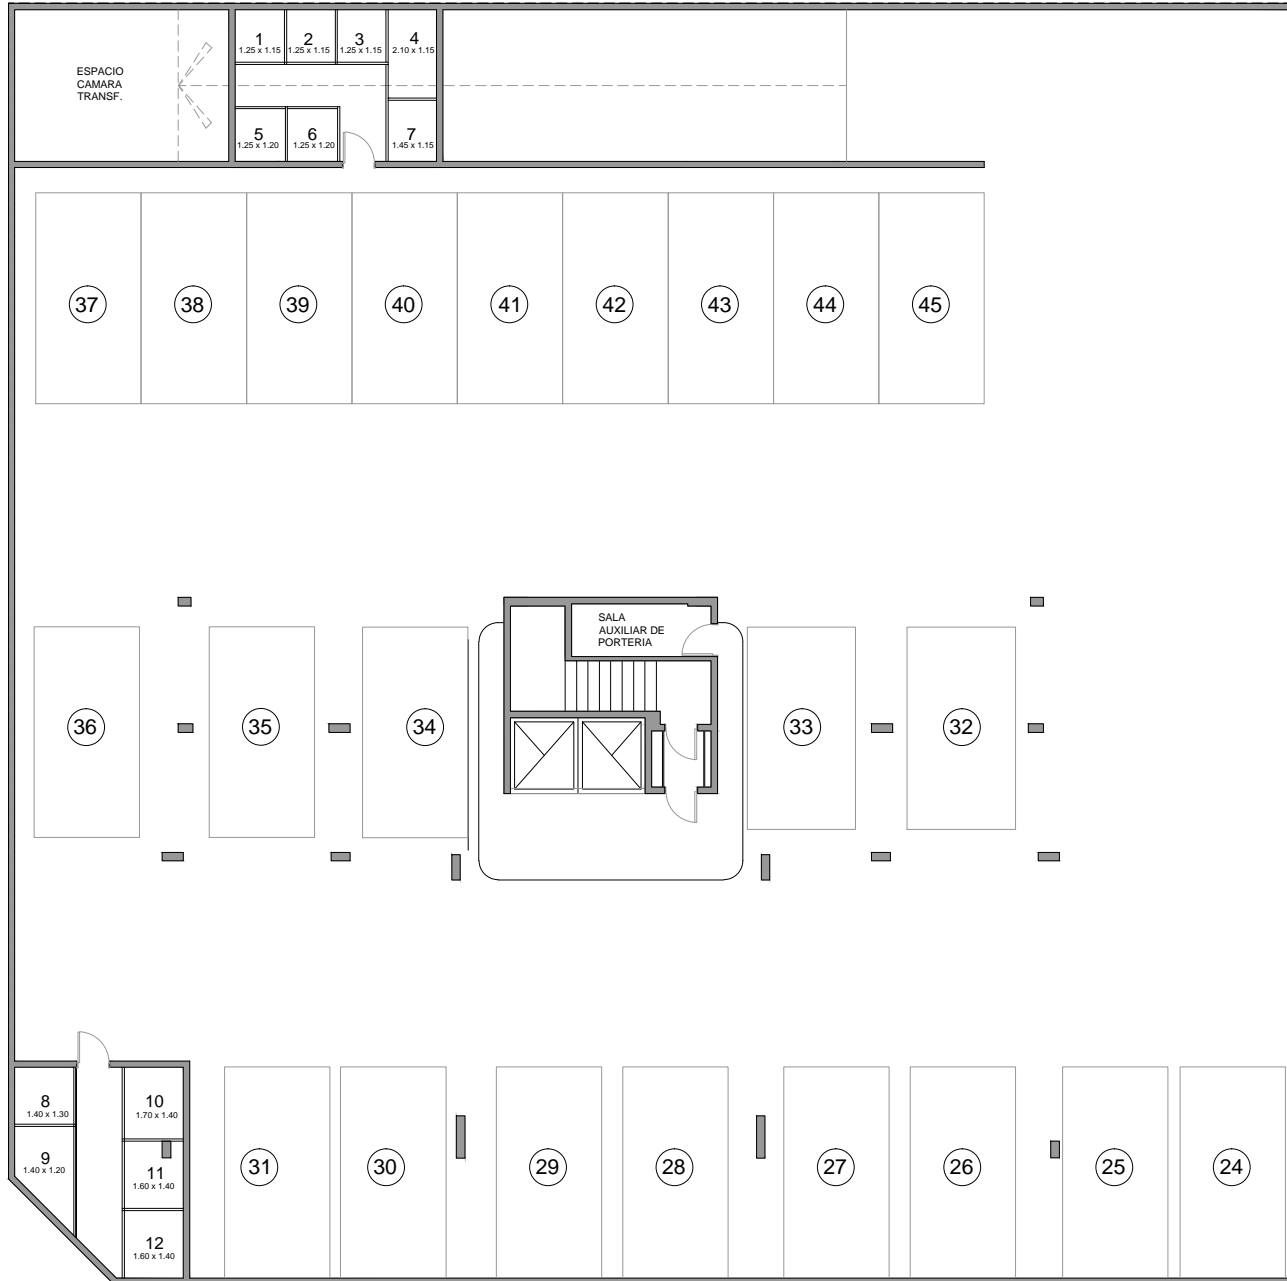 ESPACIO
CAMARA
TRANSF.
1
1.25 x 1.15
2
1.25 x 1.15
3
1.25 x 1.15
4
2.10 x 1.15
5
1.25 x 1.20
6
1.25 x 1.20
7
1.45 x 1.15
37
38
39
40
41
42
43
44
45
SALA
AUXILIAR DE
PORTERIA
36
35
34
33
32
8
1.40 x 1.30
9
1.40 x 1.20
10
1.70 x 1.40
11
1.60 x 1.40
12
1.60 x 1.40
31
30
29
28
27
26
25
24